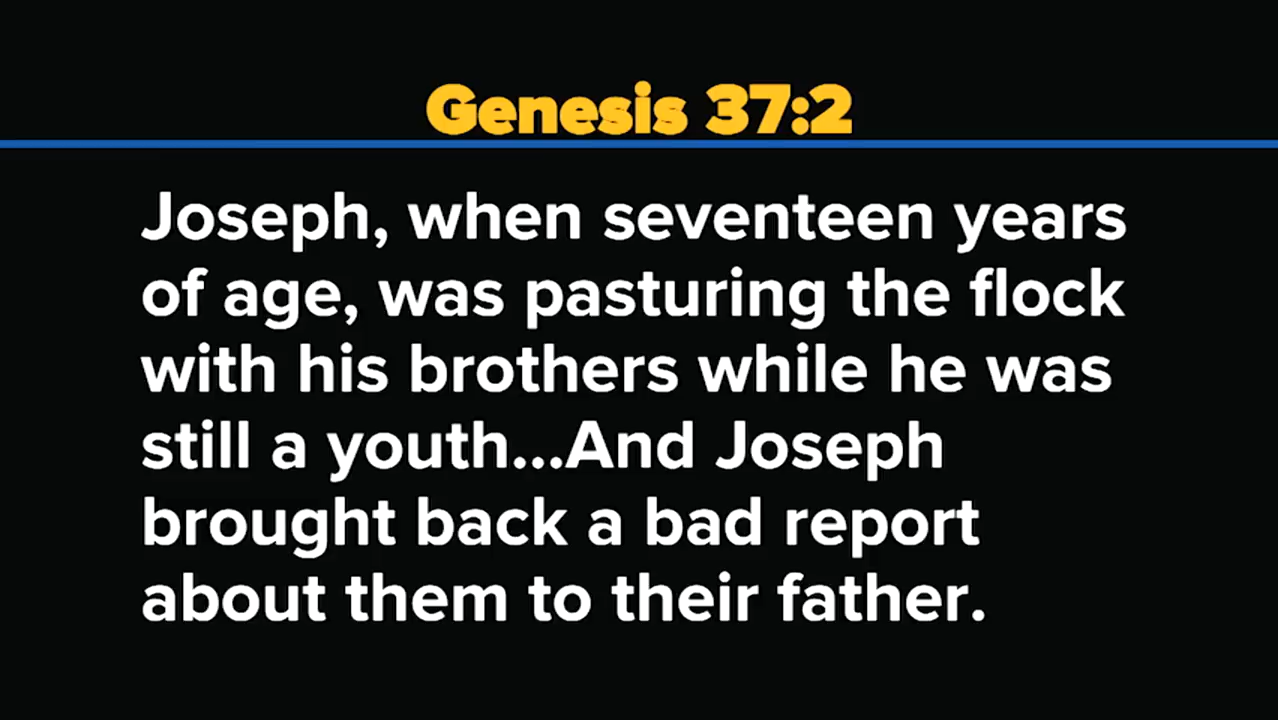 Genesis 37:2
Joseph, when seventeen years
of age, was pasturing the flock
with his brothers while he was
still a youth...And Joseph
brought back a bad report
about them to their father.